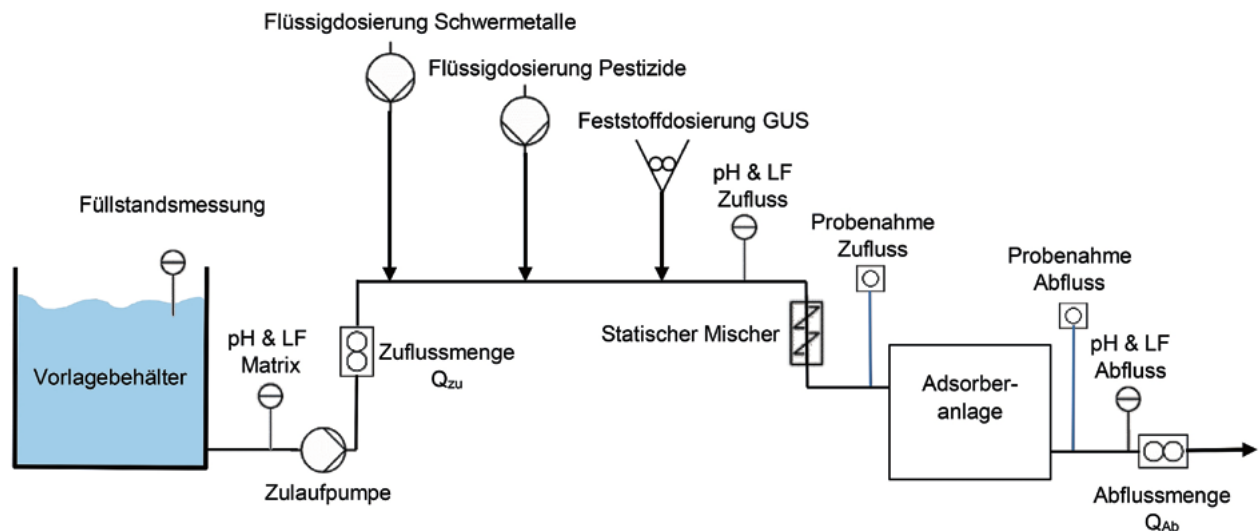 Flüssigdosierung Schwermetalle
Flüssigdosierung Pestizide
Feststoffdosierung GUS
pH & LF
Zufluss
Füllstandsmessung
Probenahme
Zufluss
Probenahme
Abfluss
pH & LF
Matrix
Zuflussmenge
Qzu
Statischer Mischer
Vorlagebehälter
Adsorber-
anlage
pH & LF
Abfluss
Zulaufpumpe
Abflussmenge
QAb